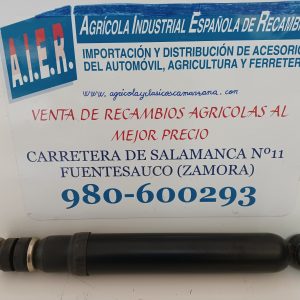 A.I.E.R.
AGRÍCOLA INDUSTRIAL ESPAÑOLA DE RECAMBI
IMPORTACIÓN Y DISTRIBUCIÓN DE ACCESORIO
DEL AUTOMÓVIL, AGRICULTURA Y FERRETER
www.agricolayclasicoscamanzana.com
VENTA DE RECAMBIOS AGRICOLAS AL
MEJOR PRECIO
CARRETERA DE SALAMANCA Nº11
FUENTESAUCO (ZAMORA)
980-600293